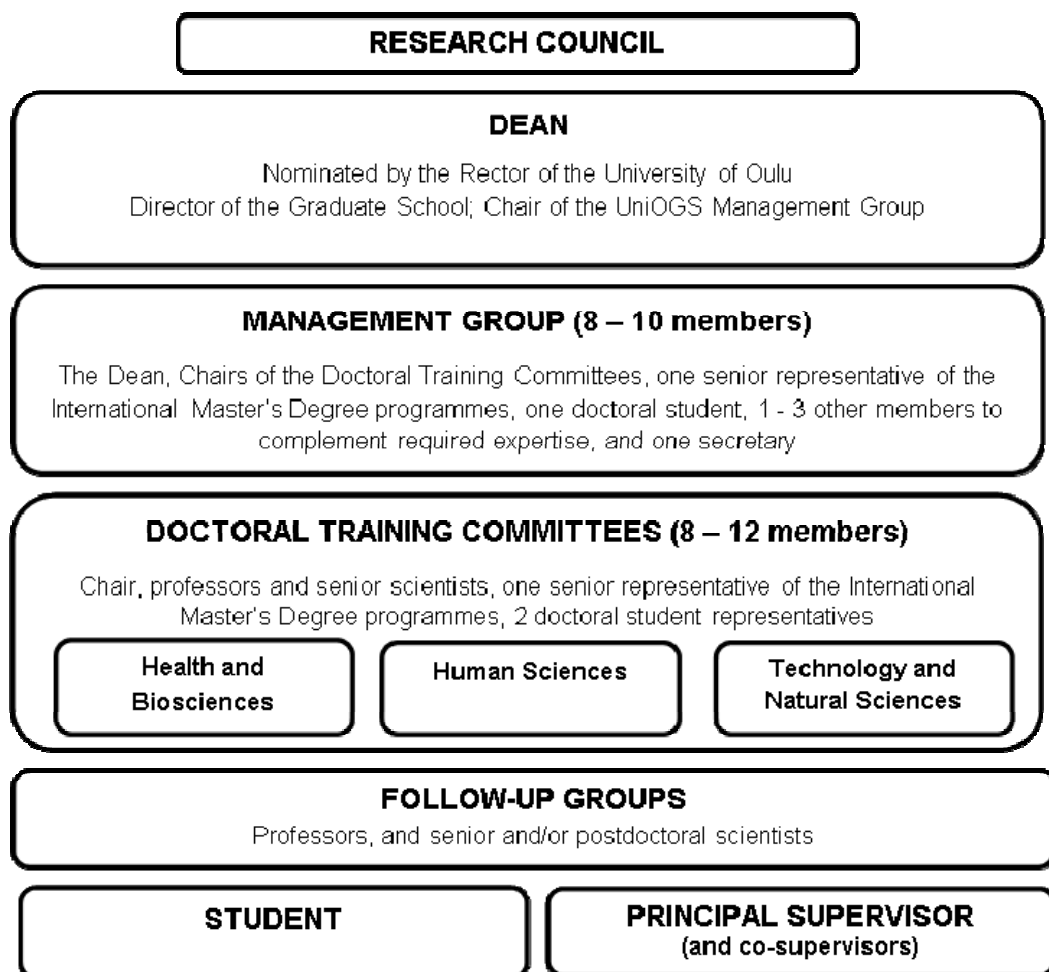 RESEARCH COUNCIL
DEAN
Nominated by the Rector of the University of Oulu
Director of the Graduate School; Chair of the UniOGS Management Group
MANAGEMENT GROUP (8 – 10 members)
The Dean, Chairs of the Doctoral Training Committees, one senior representative of the
International Master's Degree programmes, one doctoral student, 1 - 3 other members to
complement required expertise, and one secretary
DOCTORAL TRAINING COMMITTEES (8 – 12 members)
Chair, professors and senior scientists, one senior representative of the International
Master's Degree programmes, 2 doctoral student representatives
Health and
Biosciences
Human Sciences
Technology and
Natural Sciences
FOLLOW-UP GROUPS
Professors, and senior and/or postdoctoral scientists
STUDENT
PRINCIPAL SUPERVISOR
(and co-supervisors)